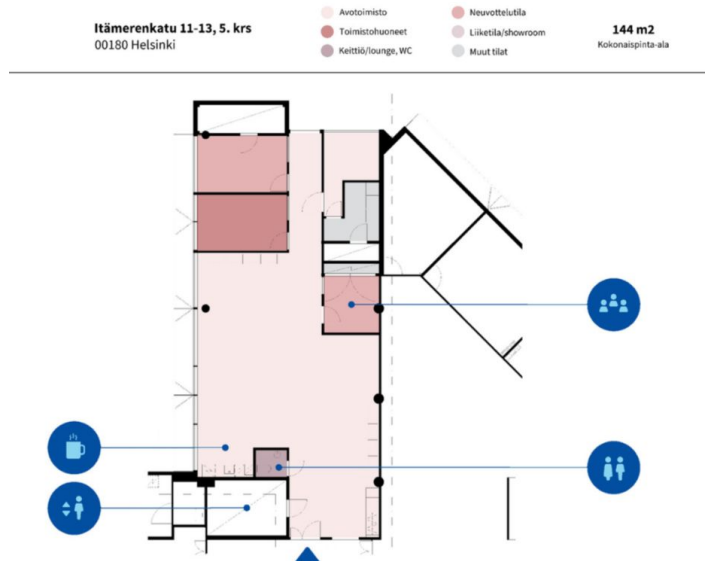 Itämerenkatu 11-13, 5. krs
00180 Helsinki
Avotoimisto
Toimistohuoneet
Keittiö/lounge, WC
Neuvottelutila
Liiketila/showroom
Muut tilat
144 m2
Kokonaispinta-ala